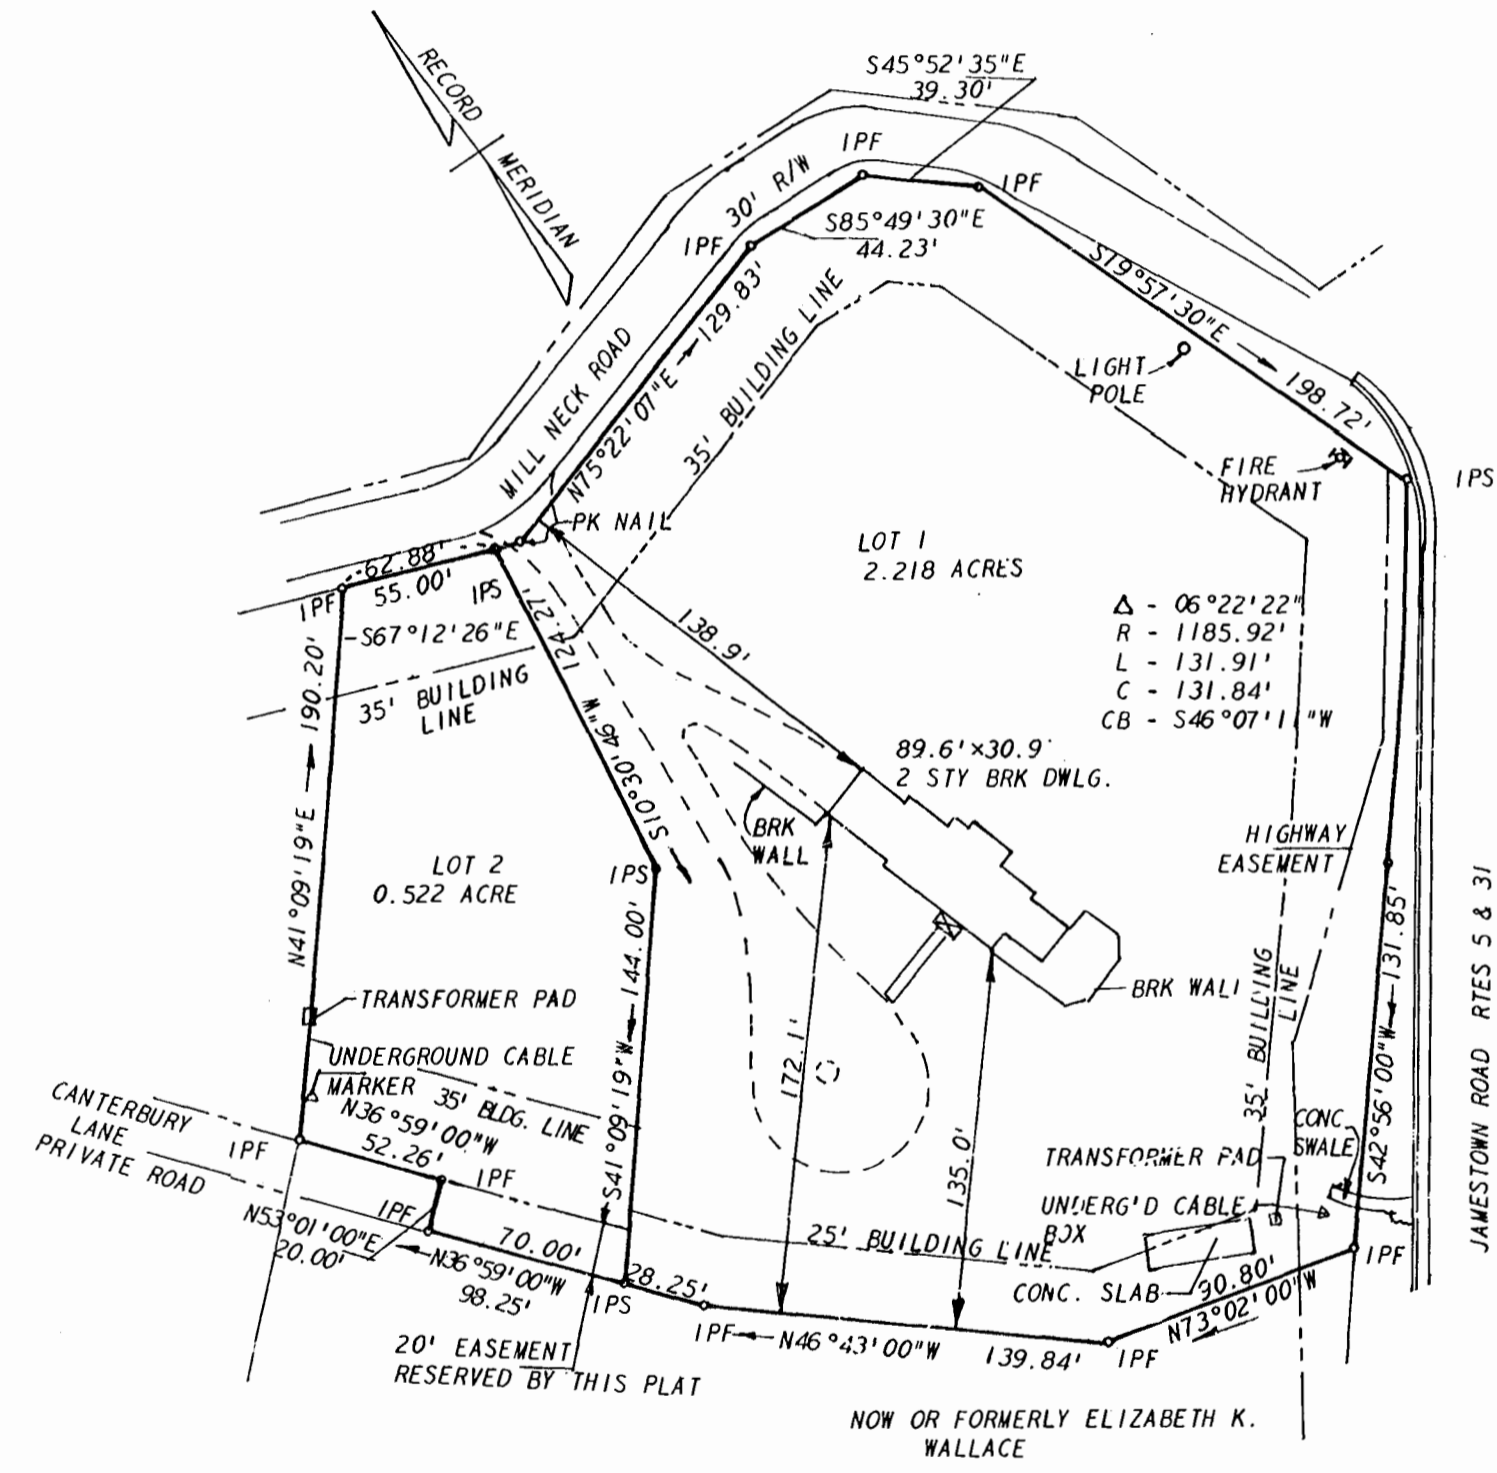 RECORD MERIDIAN
S45°52'35"E
39.30'
IPF
IPF
30' R/W
S85°49'30"E
44.23'
IPF
S19°57'30"E
198.72'
N75°22'07"E
129.83'
MILL NECK ROAD
35' BUILDING LINE
LIGHT
POLE
FIRE
HYDRANT
IPS
PK NAIL
LOT 1
2.218 ACRES
62.88'
55.00'
IPF
IPS
S67°12'26"E
35' BUILDING
LINE
124.27'
S10°30'46"W
138.9'
Δ - 06°22'22"
R - 1185.92'
L - 131.91'
C - 131.84'
CB - S46°07'11"W
190.20'
N41°09'19"E
89.6'×30.9'
2 STY BRK DWLG.
BRK
WALL
HIGHWAY
EASEMENT
LOT 2
0.522 ACRE
IPS
144.00'
S41°09'19"W
131.85'
S42°56'00"W
JAMESTOWN ROAD RTES 5 & 31
BRK WALL
35' BUILDING
LINE
TRANSFORMER PAD
UNDERGROUND CABLE
MARKER
35' BLDG. LINE
172.1'
135.0'
CANTERBURY
LANE
PRIVATE ROAD
N36°59'00"W
52.26'
IPF
IPF
IPF
N53°01'00"E
20.00'
70.00'
N36°59'00"W
98.25'
28.25'
IPS
25' BUILDING LINE
TRANSFORMER PAD
UNDERG'D CABLE
BOX
CONC.
SWALE
CONC. SLAB
90.80'
N73°02'00"W
IPF
IPF
N46°43'00"W
139.84'
IPF
20' EASEMENT
RESERVED BY THIS PLAT
NOW OR FORMERLY ELIZABETH K.
WALLACE